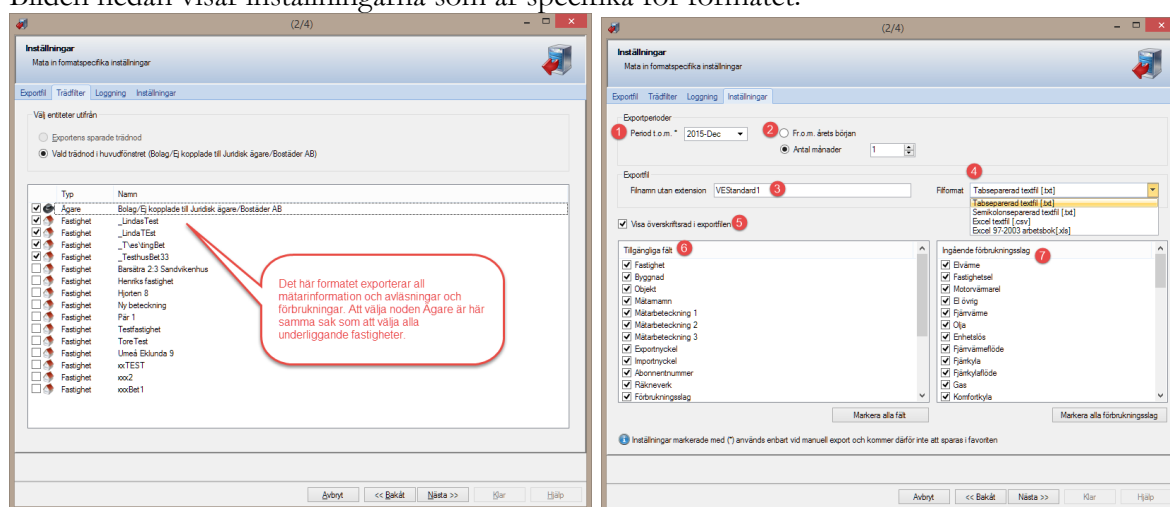 Bilden nedan visar inställningarna som är specifika för formatet.
(2/4)
Inställningar
Mata in formatspecifika inställningar
Exportfil Trädfilter Loggning Inställningar
Välj entiteter utifrån
Exportens sparade trädnod
Vald trädnod i huvudfönstret (Bolag/Ej kopplade till Juridisk ägare/Bostäder AB)
Typ Namn
Ägare Bolag/Ej kopplade till Juridisk ägare/Bostäder AB
Fastighet _LindasTest
Fastighet _LindaTEst
Fastighet _T\es\tingBet
Fastighet _TesthusBet33
Fastighet Barsätra 2:3 Sandvikenhus
Fastighet Henriks fastighet
Fastighet Hjorten 8
Fastighet Ny beteckning
Fastighet Pär 1
Fastighet Testfastighet
Fastighet ToreTest
Fastighet Umeå Eklunda 9
Fastighet xxTEST
Fastighet xxx2
Fastighet xxxBet1
Det här formatet exporterar all
mätarinformation och avläsningar och
förbrukningar. Att välja noden Ägare är här
samma sak som att välja alla
underliggande fastigheter.
Avbryt << Bakåt Nästa >> Klar Hjälp
(2/4)
Inställningar
Mata in formatspecifika inställningar
Exportfil Trädfilter Loggning Inställningar
Exportperioder
1 Period t.o.m. * 2015-Dec 2 Fr.o.m. årets början
Antal månader 1
Exportfil
4
Filnamn utan extension VEStandard1 3 Filformat Tabseparerad textfil [.txt]
Tabseparerad textfil [.txt]
Semikolonseparerad textfil [.txt]
Excel textfil [.csv]
Excel 97-2003 arbetsbok[.xls]
Visa överskriftsrad i exportfilen 5
Tillgängliga fält 6
Fastighet
Byggnad
Objekt
Mätarnamn
Mätarbeteckning 1
Mätarbeteckning 2
Mätarbeteckning 3
Exportnyckel
Importnyckel
Abonnentnummer
Räkneverk
Förbrukningsslag
Markera alla fält
Ingående förbrukningsslag 7
Elvärme
Fastighetsel
Motorvärmarel
El övrig
Fjärrvärme
Olja
Enhetslös
Fjärrvärmeflöde
Fjärrkyla
Fjärrkylaflöde
Gas
Komfortkyla
Markera alla förbrukningsslag
Inställningar markerade med (*) används enbart vid manuell export och kommer därför inte att sparas i favoriten
Avbryt << Bakåt Nästa >> Klar Hjälp